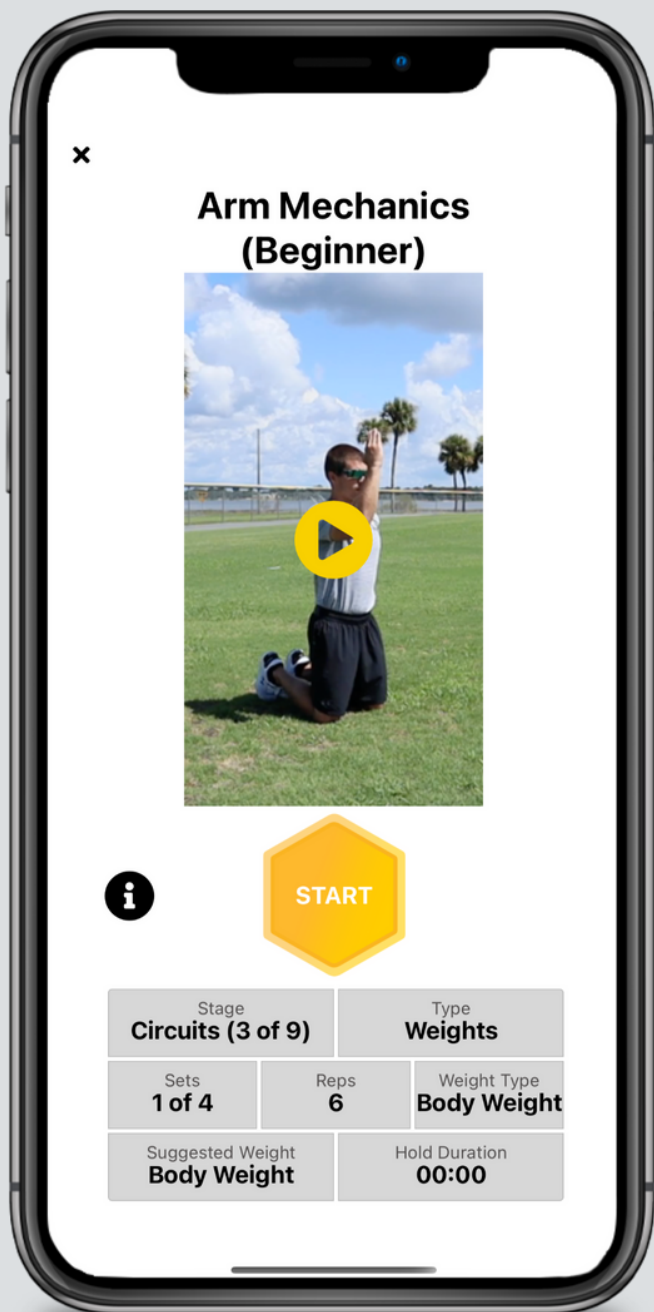 Arm Mechanics
(Beginner)
START
Stage
Circuits (3 of 9)
Type
Weights
Sets
1 of 4
Reps
6
Weight Type
Body Weight
Suggested Weight
Body Weight
Hold Duration
00:00